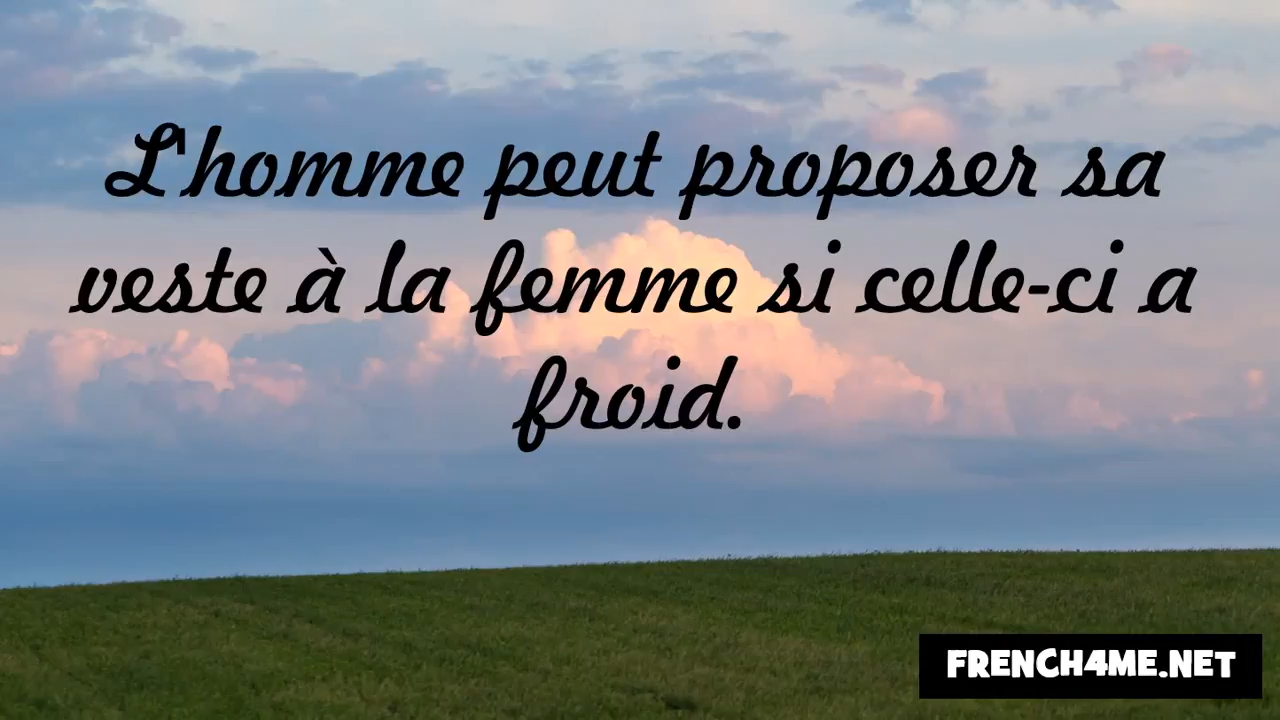 L'homme peut proposer sa
veste à la femme si celle-ci a
froid.
FRENCH4ME.NET